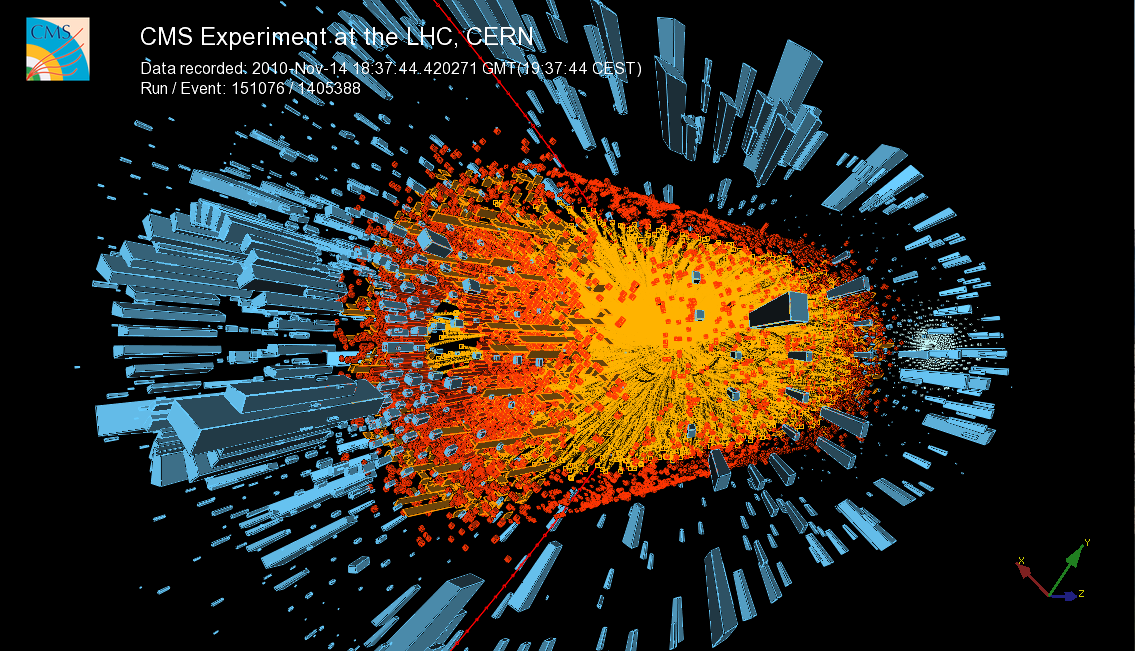 CMS
CMS Experiment at the LHC, CERN
Data recorded: 2010-Nov-14 18:37:44.420271 GMT(19:37:44 CEST)
Run / Event: 151076 / 1405388
X
Y
Z